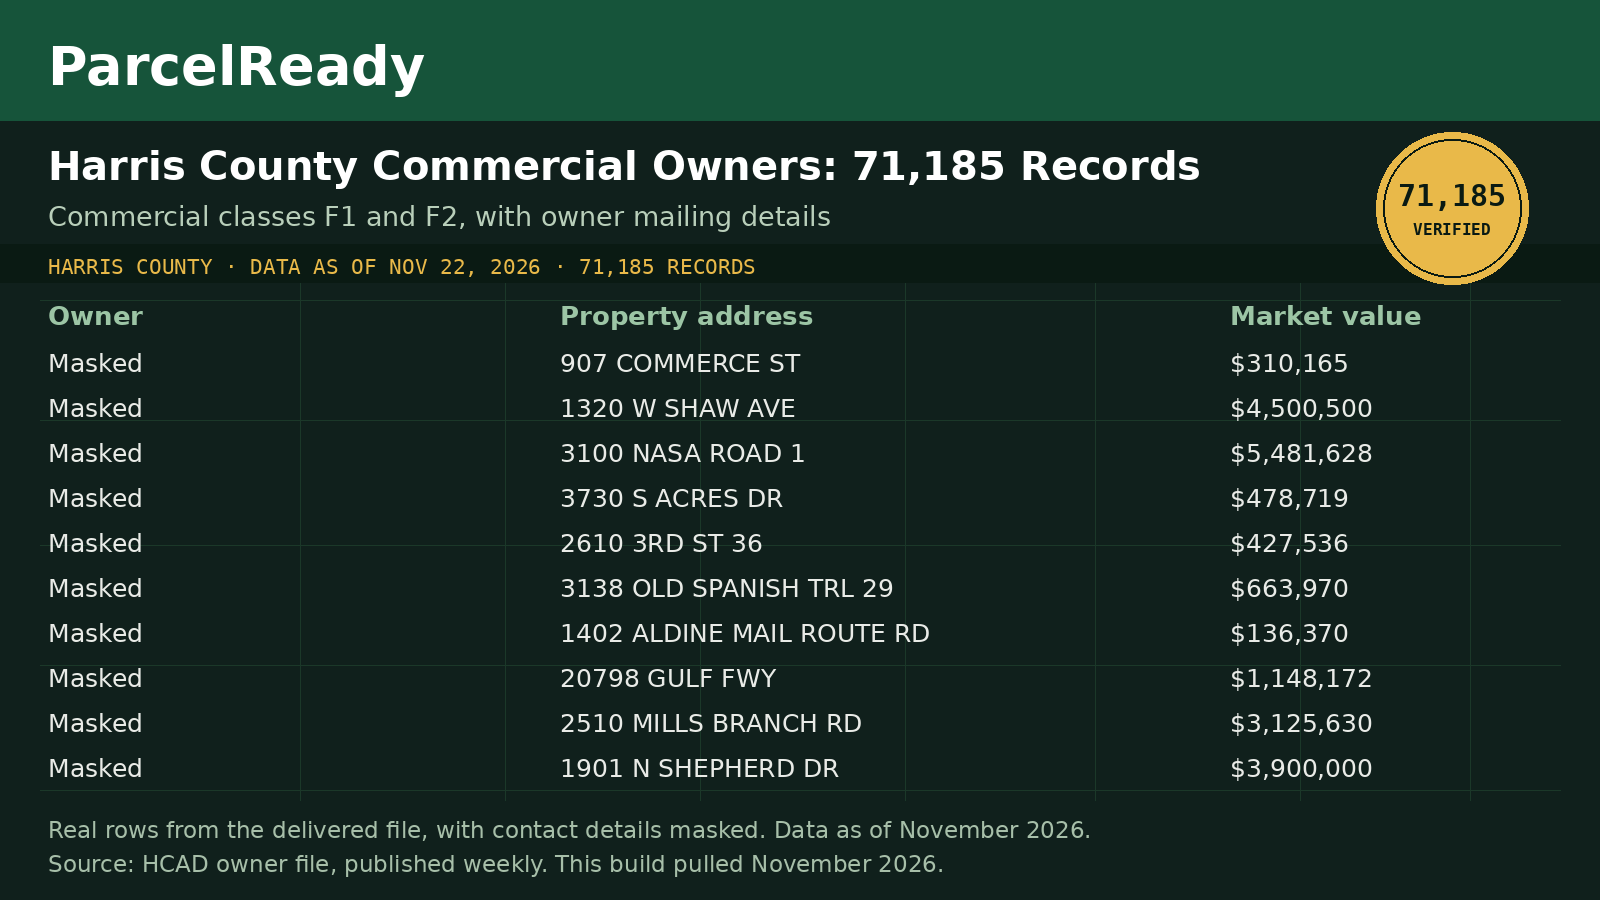 ParcelReady
Harris County Commercial Owners: 71,185 Records
Commercial classes F1 and F2, with owner mailing details
71,185
VERIFIED
HARRIS COUNTY · DATA AS OF NOV 22, 2026 · 71,185 RECORDS
Owner Property address Market value
Masked 907 COMMERCE ST $310,165
Masked 1320 W SHAW AVE $4,500,500
Masked 3100 NASA ROAD 1 $5,481,628
Masked 3730 S ACRES DR $478,719
Masked 2610 3RD ST 36 $427,536
Masked 3138 OLD SPANISH TRL 29 $663,970
Masked 1402 ALDINE MAIL ROUTE RD $136,370
Masked 20798 GULF FWY $1,148,172
Masked 2510 MILLS BRANCH RD $3,125,630
Masked 1901 N SHEPHERD DR $3,900,000
Real rows from the delivered file, with contact details masked. Data as of November 2026.
Source: HCAD owner file, published weekly. This build pulled November 2026.